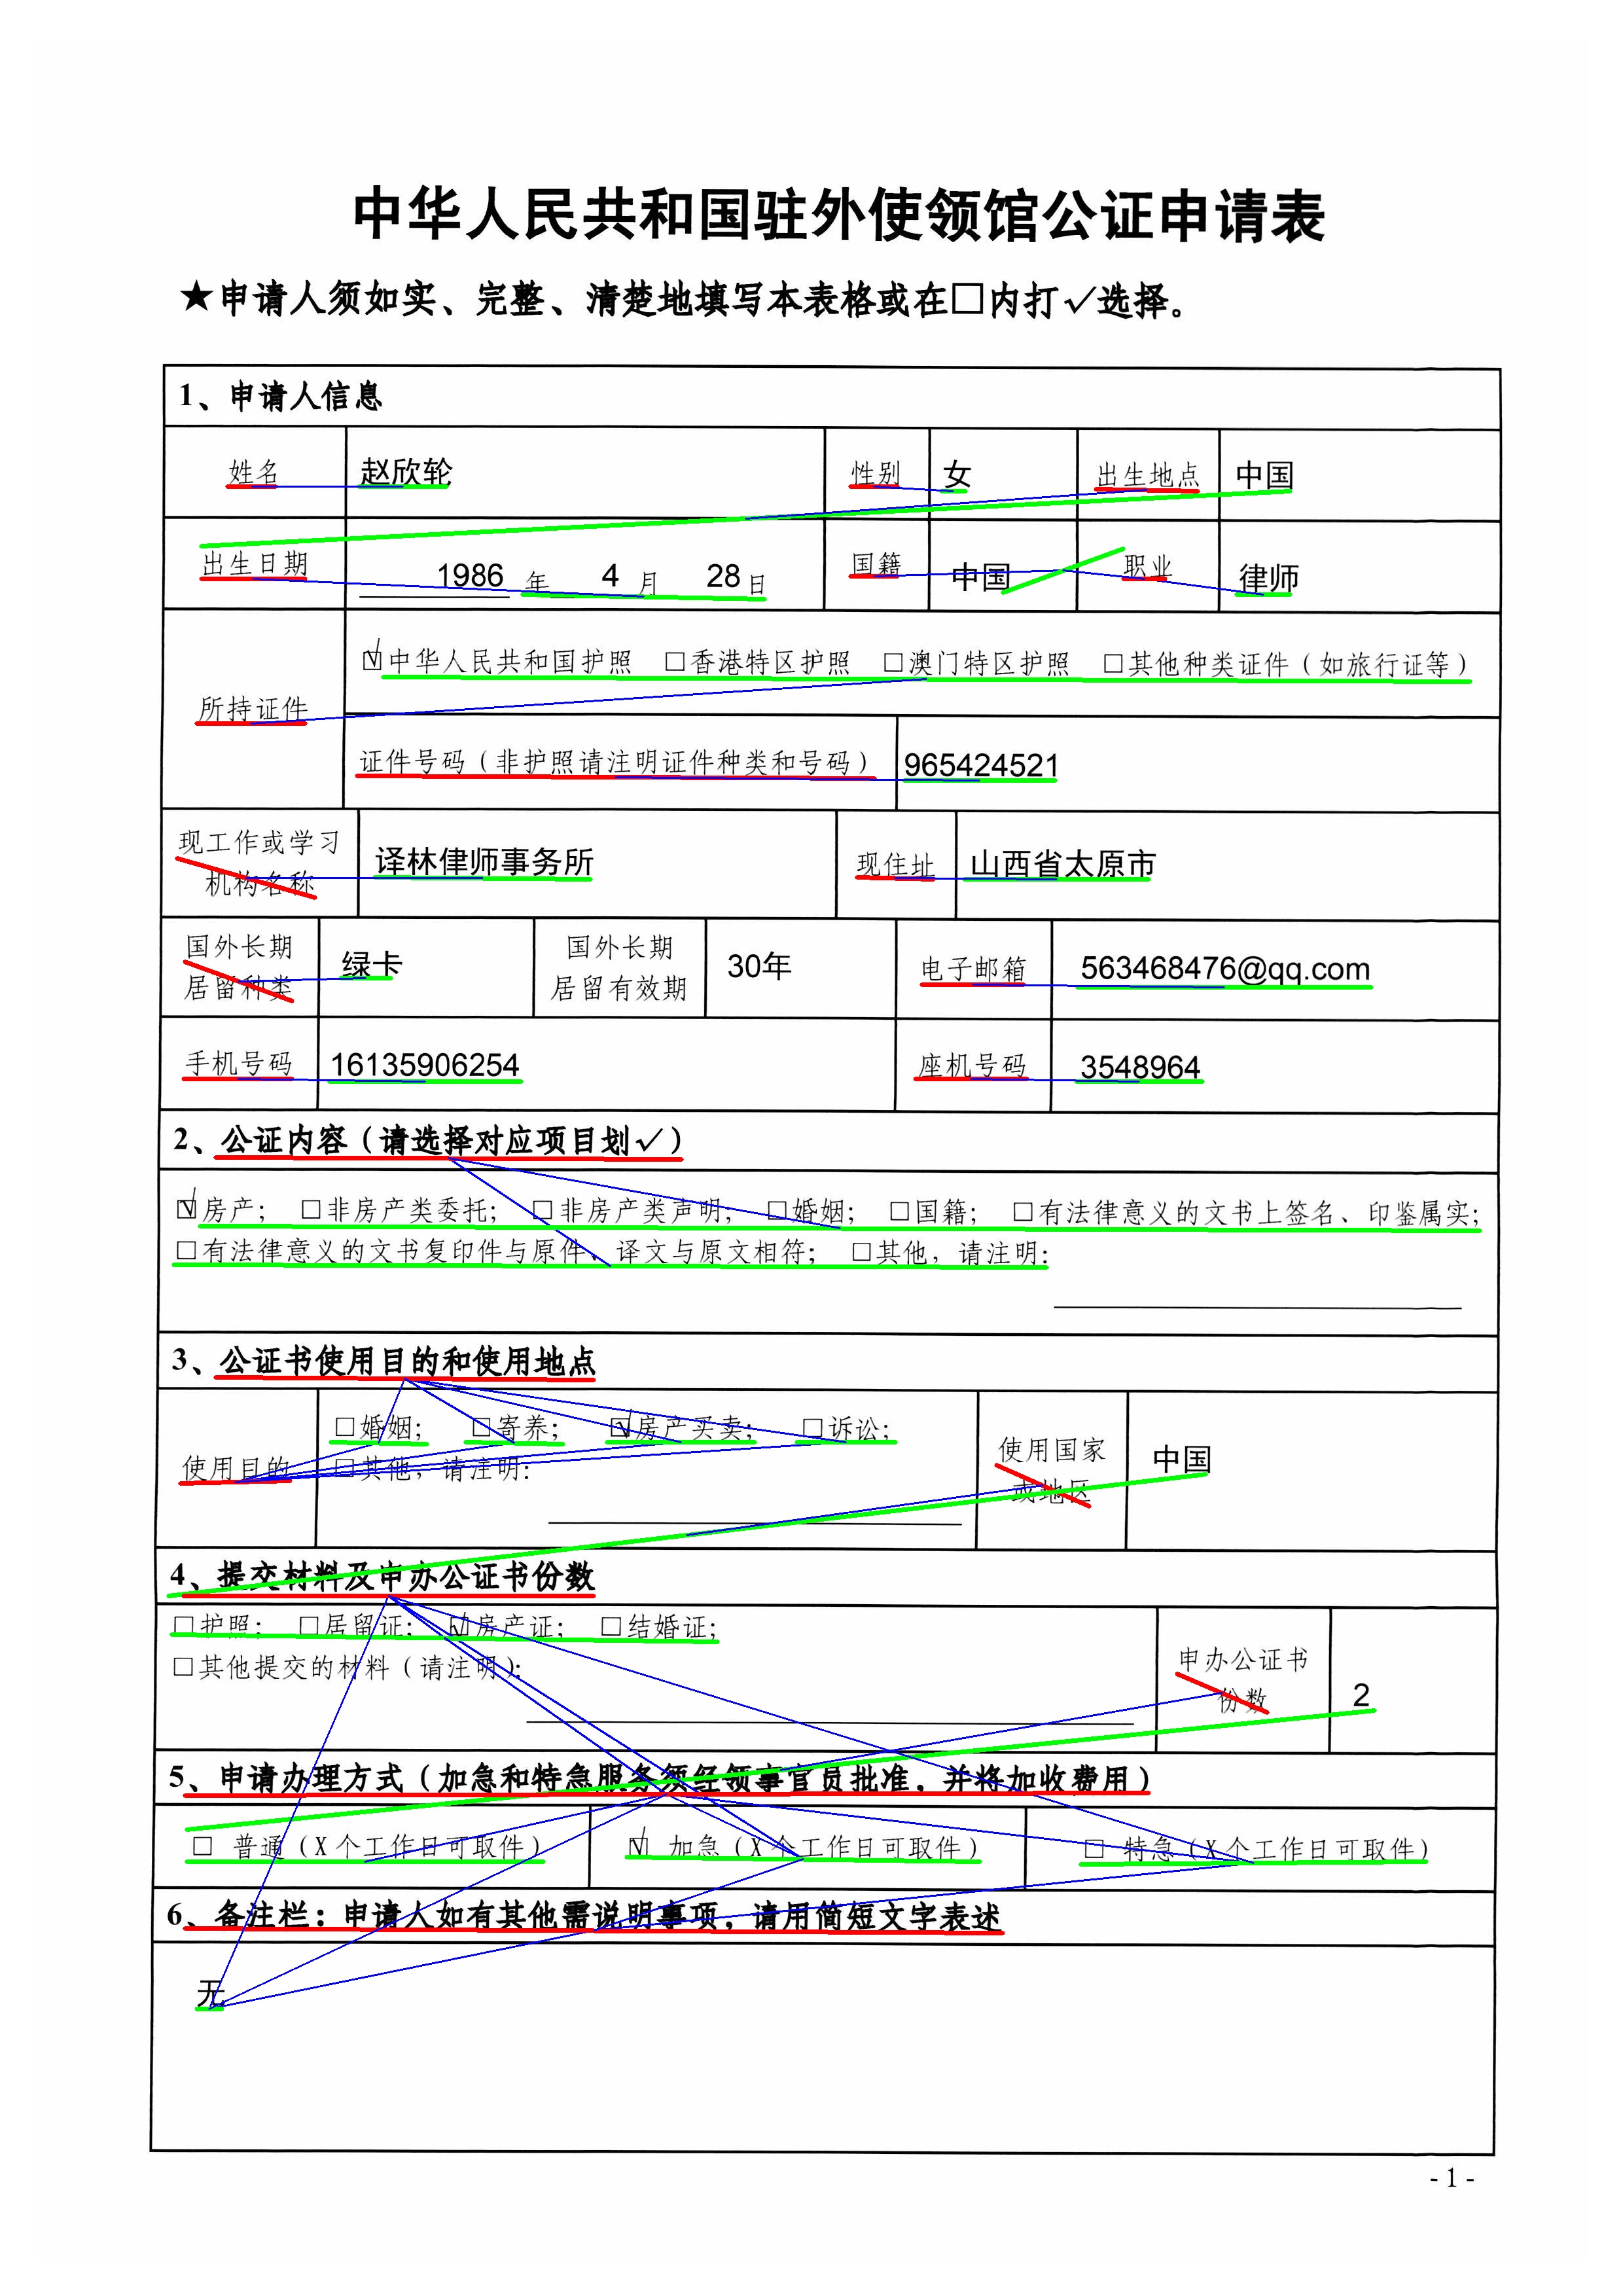 中华人民共和国驻外使领馆公证申请表
★申请人须如实、完整、清楚地填写本表格或在□内打√选择。
1、申请人信息
姓名 赵欣轮 性别 女 出生地点 中国
出生日期 1986 年 4 月 28 日 国籍 中国 职业 律师
所持证件
☑中华人民共和国护照 □香港特区护照 □澳门特区护照 □其他种类证件（如旅行证等）
证件号码（非护照请注明证件种类和号码） 965424521
现工作或学习
机构名称
译林律师事务所 现住址 山西省太原市
国外长期
居留种类
绿卡
国外长期
居留有效期
30年 电子邮箱 563468476@qq.com
手机号码 16135906254 座机号码 3548964
2、公证内容（请选择对应项目划√）
☑房产； □非房产类委托； □非房产类声明； □婚姻； □国籍； □有法律意义的文书上签名、印鉴属实；
□有法律意义的文书复印件与原件、译文与原文相符； □其他，请注明：
3、公证书使用目的和使用地点
使用目的
□婚姻； □寄养； ☑房产买卖； □诉讼；
□其他，请注明：
使用国家
或地区
中国
4、提交材料及申办公证书份数
□护照； □居留证； ☑房产证； □结婚证；
□其他提交的材料（请注明）：
申办公证书
份数
2
5、申请办理方式（加急和特急服务须经领事官员批准，并将加收费用）
□ 普通（X 个工作日可取件） ☑ 加急（X 个工作日可取件） □ 特急（X 个工作日可取件）
6、备注栏：申请人如有其他需说明事项，请用简短文字表述
无
- 1 -